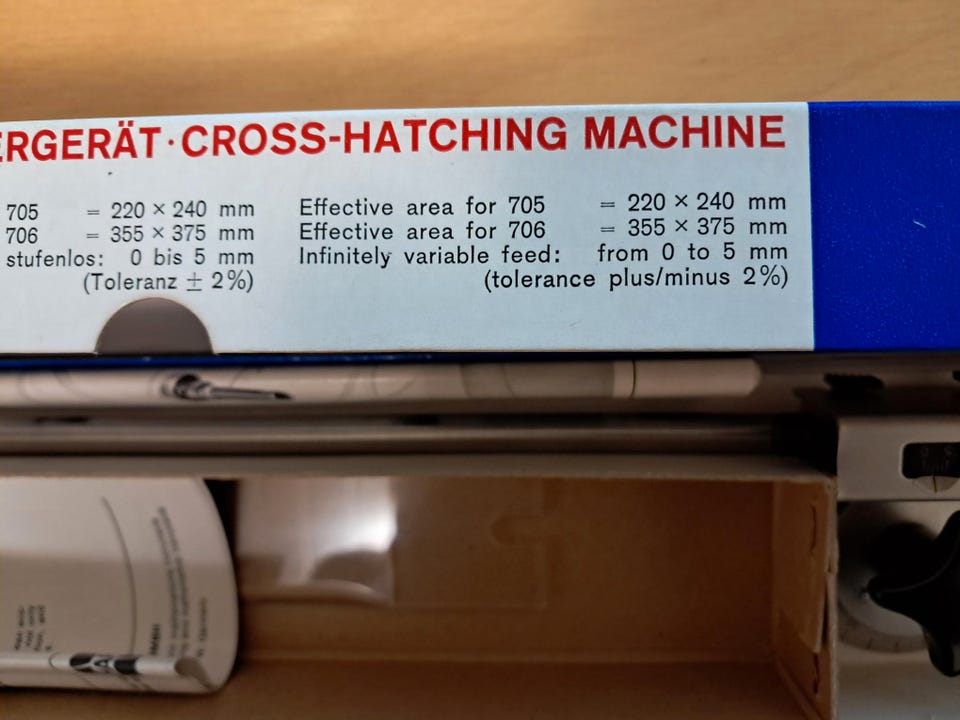 ERGERÄT · CROSS-HATCHING MACHINE
705 = 220 × 240 mm
706 = 355 × 375 mm
stufenlos: 0 bis 5 mm
(Toleranz ± 2%)
Effective area for 705 = 220 × 240 mm
Effective area for 706 = 355 × 375 mm
Infinitely variable feed: from 0 to 5 mm
(tolerance plus/minus 2%)